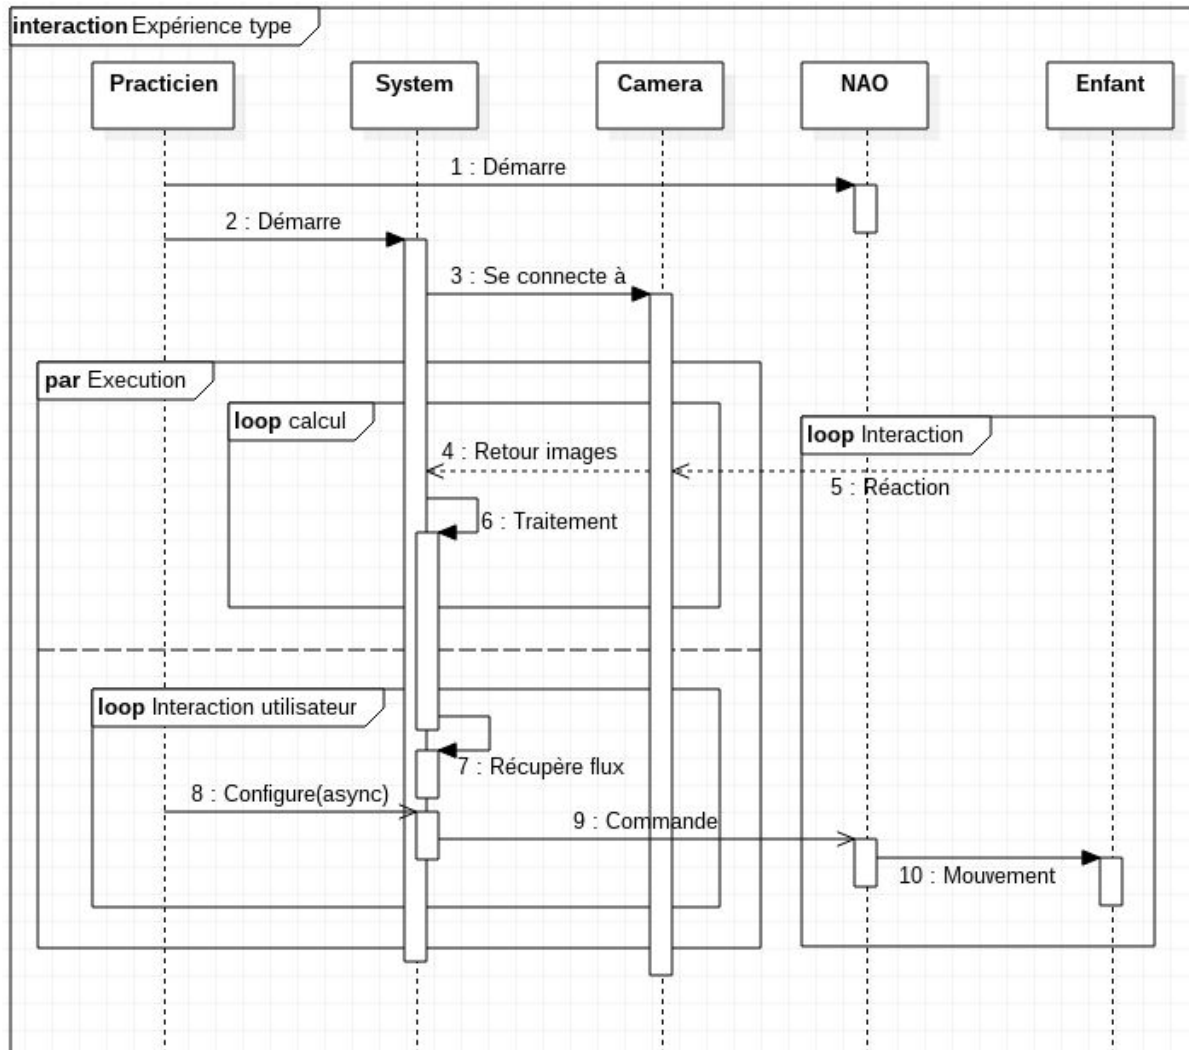 interaction Expérience type
Practicien
System
Camera
NAO
Enfant
1 : Démarre
2 : Démarre
3 : Se connecte à
par Execution
loop calcul
loop Interaction
4 : Retour images
5 : Réaction
6 : Traitement
loop Interaction utilisateur
7 : Récupère flux
8 : Configure(async)
9 : Commande
10 : Mouvement